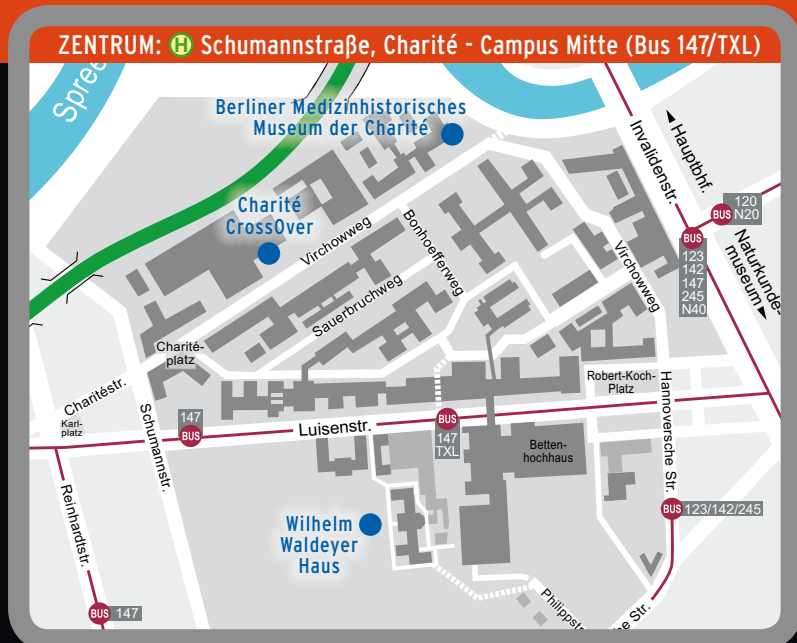 ZENTRUM: H Schumannstraße, Charité - Campus Mitte (Bus 147/TXL)
Spree
Berliner Medizinhistorisches
Museum der Charité
Charité
CrossOver
Virchowweg
Bonhoefferweg
Sauerbruchweg
Invalidenstr.
Hauptbhf.
BUS
120
N20
BUS
123
142
147
245
N40
Naturkunde-
museum
Virchowweg
Charité-
platz
Charitéstr.
Karl-
platz
Schumannstr.
147
BUS
Luisenstr.
BUS
147
TXL
Robert-Koch-
Platz
Hannoversche Str.
Betten-
hochhaus
Reinhardtstr.
Wilhelm
Waldeyer
Haus
BUS 123/142/245
BUS 147
Philippstr
he Str.